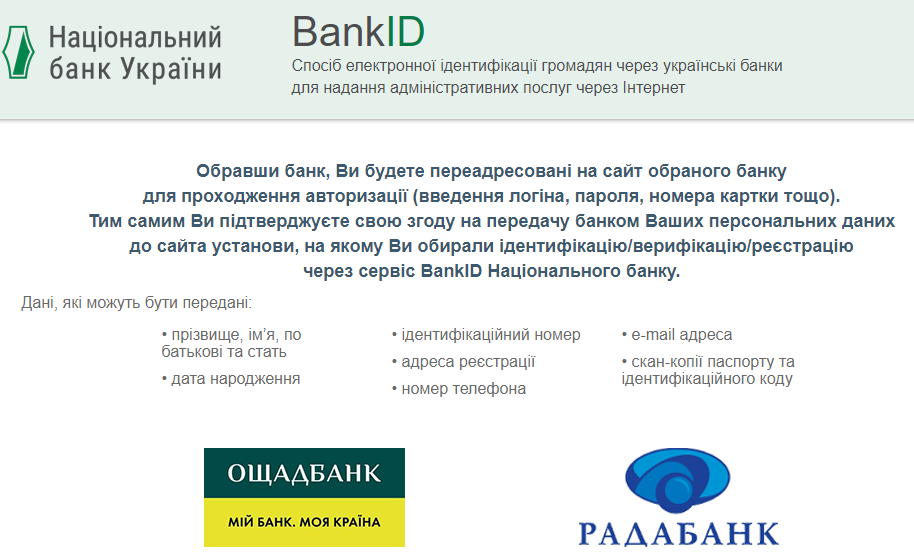 Національний
банк України
BankID
Спосіб електронної ідентифікації громадян через українські банки
для надання адміністративних послуг через Інтернет
Обравши банк, Ви будете переадресовані на сайт обраного банку
для проходження авторизації (введення логіна, пароля, номера картки тощо).
Тим самим Ви підтверджуєте свою згоду на передачу банком Ваших персональних даних
до сайта установи, на якому Ви обирали ідентифікацію/верифікацію/реєстрацію
через сервіс BankID Національного банку.
Дані, які можуть бути передані:
• прізвище, ім’я, по
батькові та стать
• дата народження
• ідентифікаційний номер
• адреса реєстрації
• номер телефона
• e-mail адреса
• скан-копії паспорту та
ідентифікаційного коду
ОЩАДБАНК
МІЙ БАНК. МОЯ КРАЇНА
РАДАБАНК